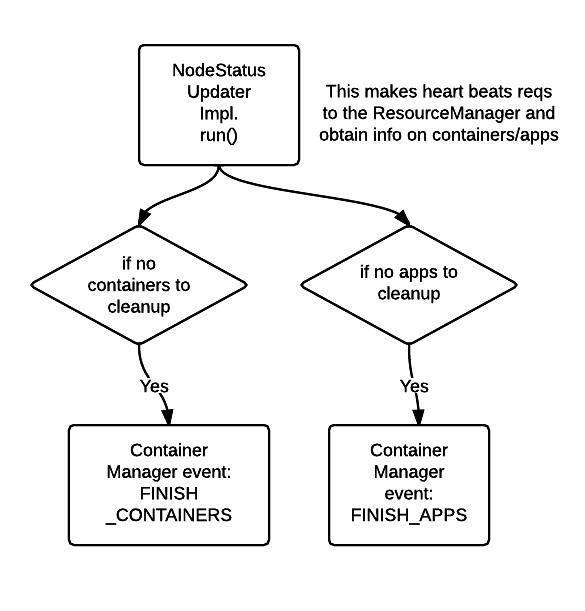 NodeStatus
Updater
Impl.
run()
This makes heart beats reqs
to the ResourceManager and
obtain info on containers/apps
if no
containers to
cleanup
if no apps to
cleanup
Yes
Yes
Container
Manager event:
FINISH
_CONTAINERS
Container
Manager
event:
FINISH_APPS